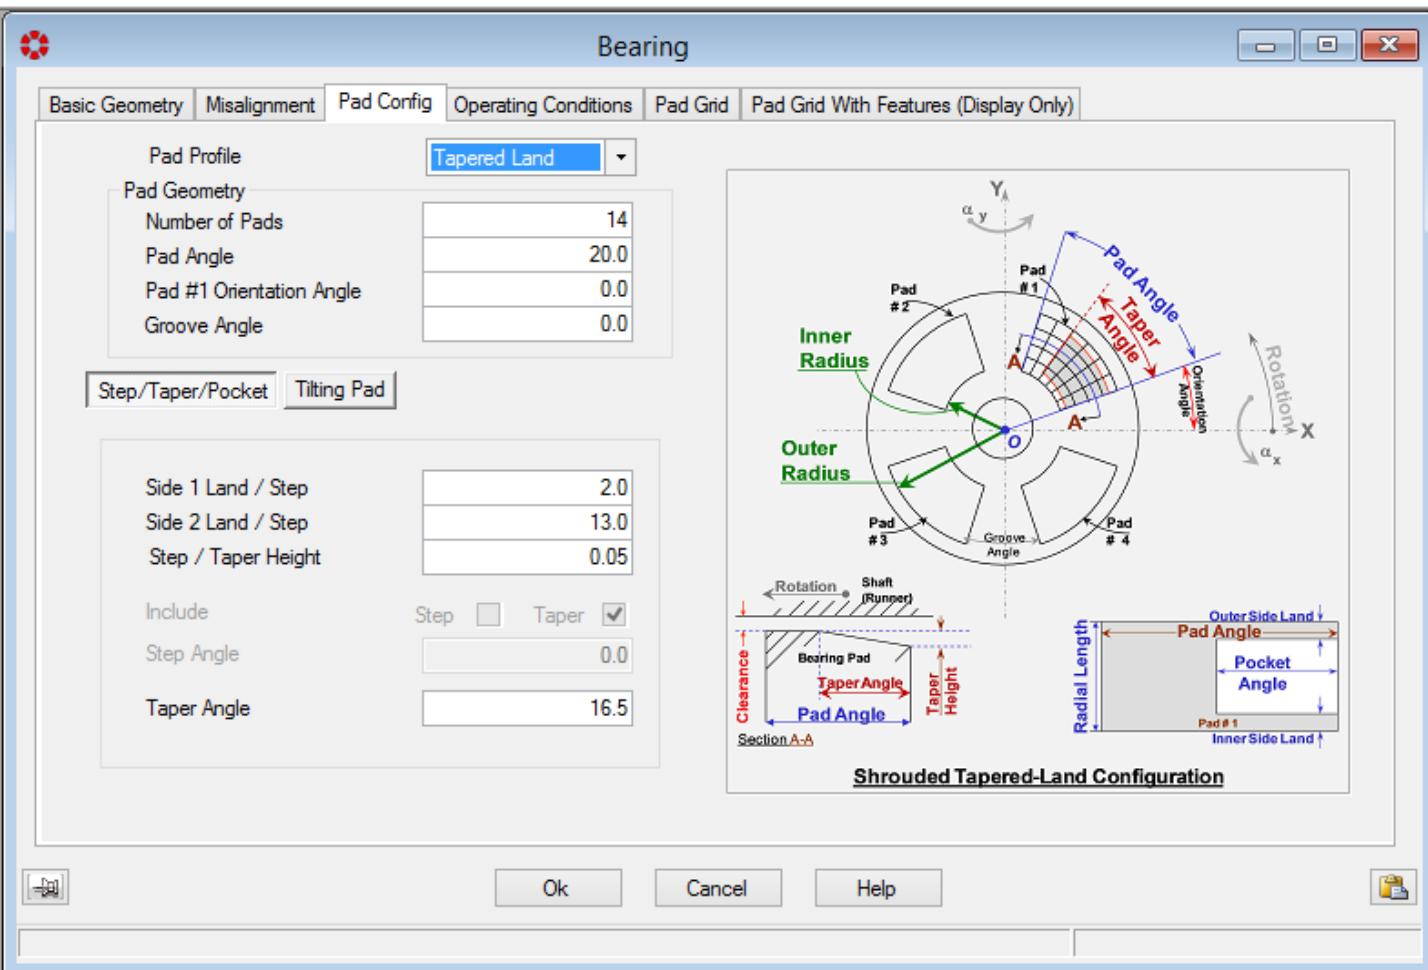 Bearing
Basic Geometry Misalignment Pad Config Operating Conditions Pad Grid Pad Grid With Features (Display Only)
Pad Profile Tapered Land
Pad Geometry
Number of Pads 14
Pad Angle 20.0
Pad #1 Orientation Angle 0.0
Groove Angle 0.0
Step/Taper/Pocket Tilting Pad
Side 1 Land / Step 2.0
Side 2 Land / Step 13.0
Step / Taper Height 0.05
Include Step Taper
Step Angle 0.0
Taper Angle 16.5
Y
α y
Pad Angle
Taper Angle
Pad
#1
Pad
#2
Inner
Radius
A
Orientation
Angle
Rotation
A
O
X
α x
Outer
Radius
Pad
#3
Groove
Angle
Pad
# 4
Rotation
Shaft
(Runner)
Clearance
Bearing Pad
Taper Angle
Taper
Height
Pad Angle
Section A-A
Outer Side Land
Pad Angle
Radial Length
Pocket
Angle
Pad # 1
Inner Side Land
Shrouded Tapered-Land Configuration
Ok Cancel Help